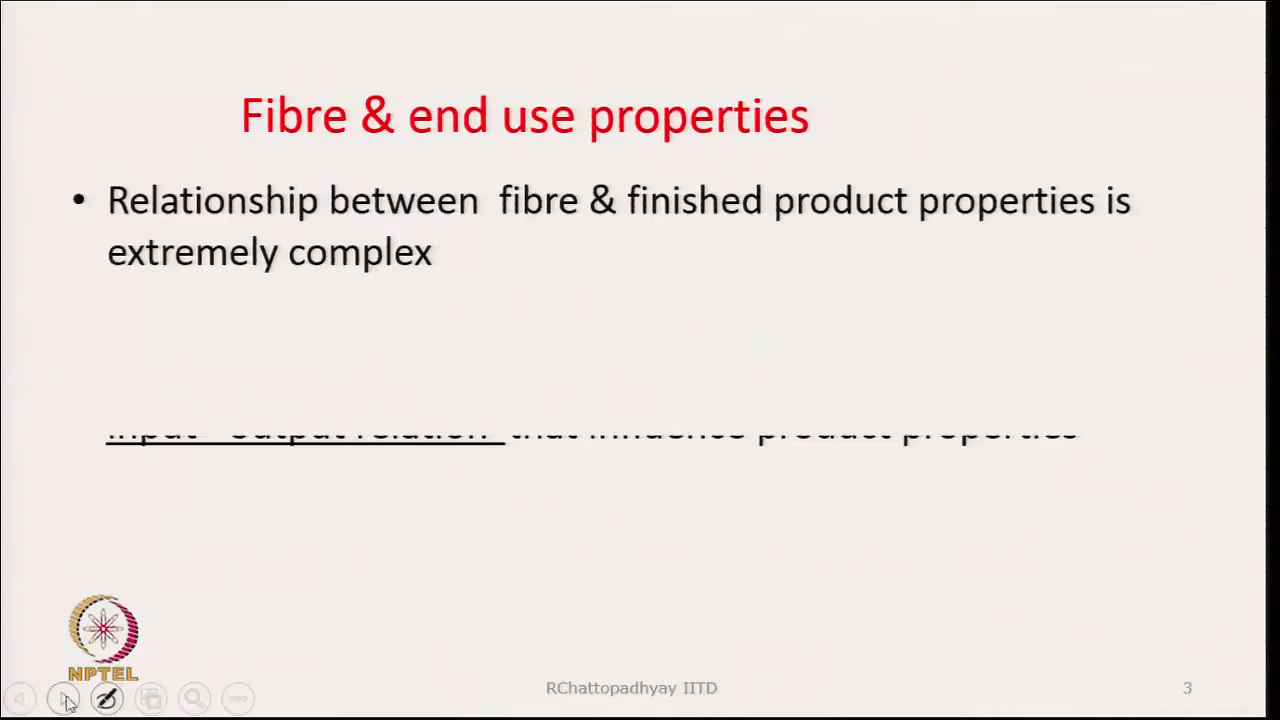 Fibre & end use properties
• Relationship between fibre & finished product properties is
extremely complex
input - output relation that influence product properties
NPTEL
RChattopadhyay IITD
3